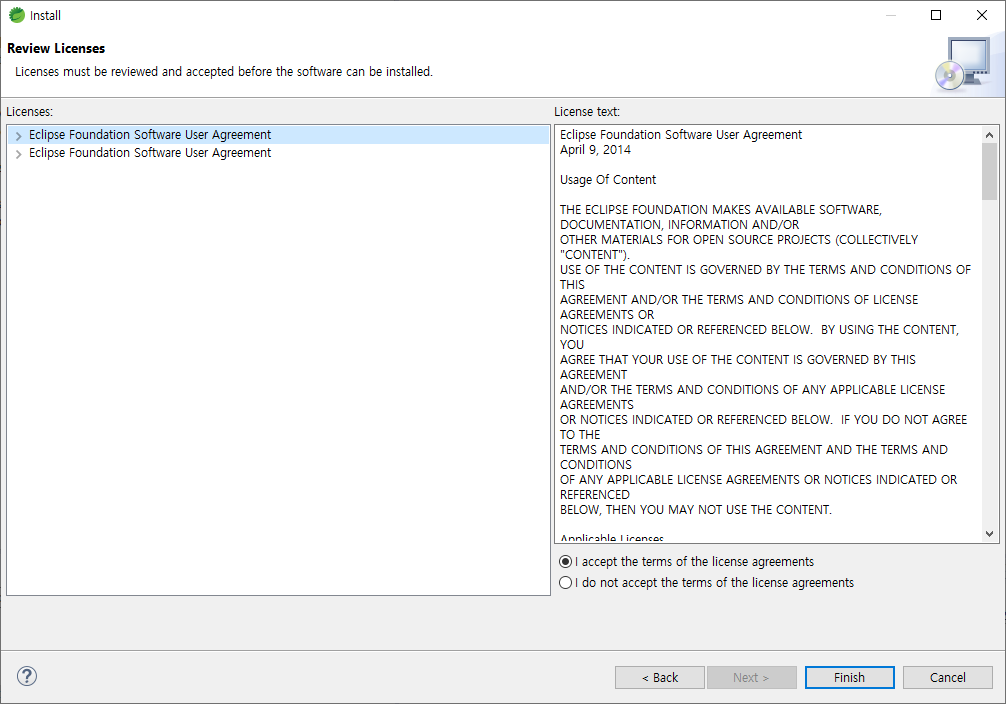 Install
Review Licenses
Licenses must be reviewed and accepted before the software can be installed.
Licenses:
Eclipse Foundation Software User Agreement
Eclipse Foundation Software User Agreement
License text:
Eclipse Foundation Software User Agreement
April 9, 2014
Usage Of Content
THE ECLIPSE FOUNDATION MAKES AVAILABLE SOFTWARE,
DOCUMENTATION, INFORMATION AND/OR
OTHER MATERIALS FOR OPEN SOURCE PROJECTS (COLLECTIVELY
"CONTENT").
USE OF THE CONTENT IS GOVERNED BY THE TERMS AND CONDITIONS OF
THIS
AGREEMENT AND/OR THE TERMS AND CONDITIONS OF LICENSE
AGREEMENTS OR
NOTICES INDICATED OR REFERENCED BELOW.  BY USING THE CONTENT,
YOU
AGREE THAT YOUR USE OF THE CONTENT IS GOVERNED BY THIS
AGREEMENT
AND/OR THE TERMS AND CONDITIONS OF ANY APPLICABLE LICENSE
AGREEMENTS
OR NOTICES INDICATED OR REFERENCED BELOW.  IF YOU DO NOT AGREE
TO THE
TERMS AND CONDITIONS OF THIS AGREEMENT AND THE TERMS AND
CONDITIONS
OF ANY APPLICABLE LICENSE AGREEMENTS OR NOTICES INDICATED OR
REFERENCED
BELOW, THEN YOU MAY NOT USE THE CONTENT.
Applicable Licenses
I accept the terms of the license agreements
I do not accept the terms of the license agreements
?
< Back
Next >
Finish
Cancel